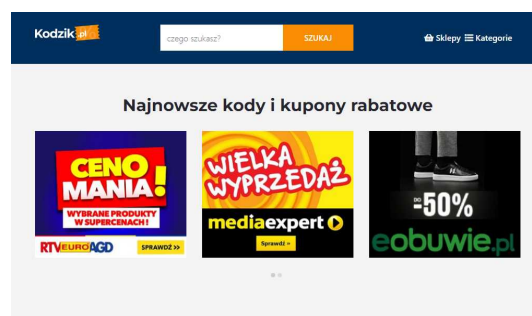 Kodzik.pl
czego szukasz?
SZUKAJ
Sklepy
Kategorie
Najnowsze kody i kupony rabatowe
CENO
MANIA!
WYBRANE PRODUKTY
W SUPERCENACH!
RTV EURO AGD
SPRAWDŹ >>
WIELKA
WYPRZEDAŻ
mediaexpert
Sprawdź »
DO
-50%
eobuwie.pl